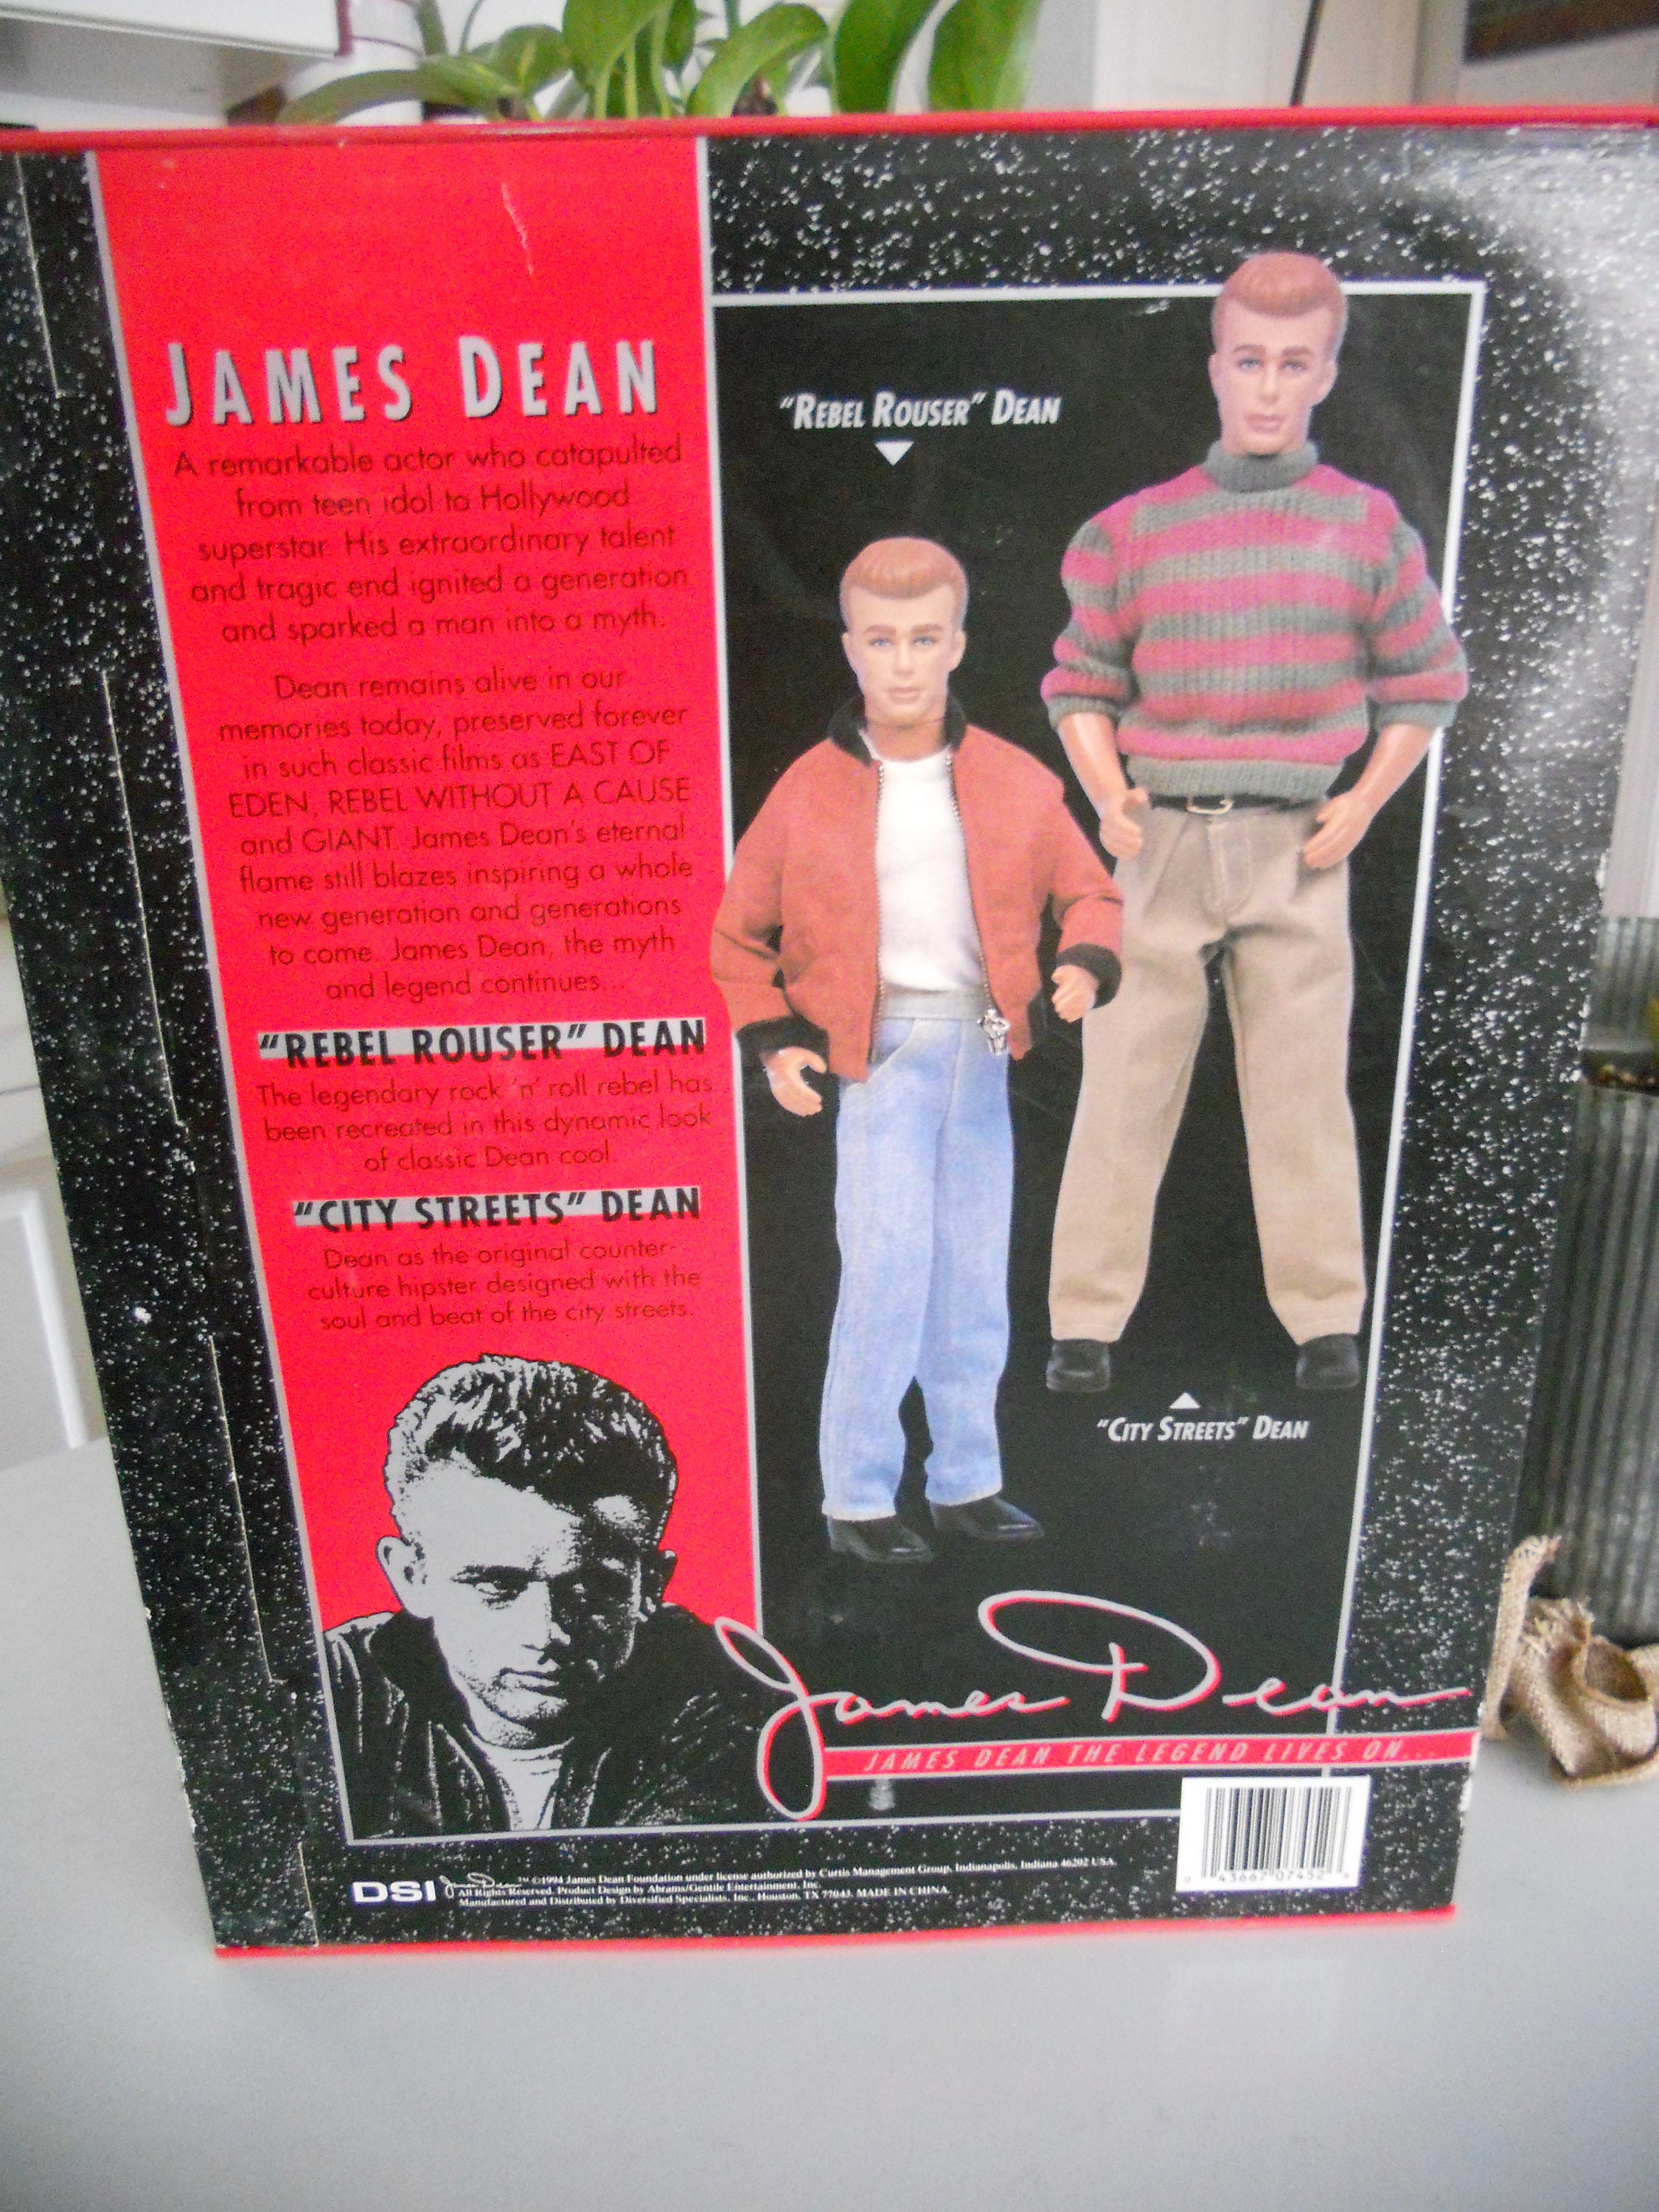 JAMES DEAN
A remarkable actor who catapulted
from teen idol to Hollywood
superstar. His extraordinary talent
and tragic end ignited a generation
and sparked a man into a myth.
Dean remains alive in our
memories today, preserved forever
in such classic films as EAST OF
EDEN, REBEL WITHOUT A CAUSE
and GIANT. James Dean's eternal
flame still blazes inspiring a whole
new generation and generations
to come. James Dean, the myth
and legend continues...
"REBEL ROUSER" DEAN
The legendary rock 'n' roll rebel has
been recreated in this dynamic look
of classic Dean cool.
"CITY STREETS" DEAN
Dean as the original counter-
culture hipster designed with the
soul and beat of the city streets.
"REBEL ROUSER" DEAN
"CITY STREETS" DEAN
James Dean
JAMES DEAN THE LEGEND LIVES ON...
DSI
James Dean ™ ©1994 James Dean Foundation under license authorized by Curtis Management Group, Indianapolis, Indiana 46202 USA.
All Rights Reserved. Product Design by Abrams/Gentile Entertainment, Inc.
Manufactured and Distributed by Diversified Specialists, Inc., Houston, TX 77043. MADE IN CHINA.
43667 07452